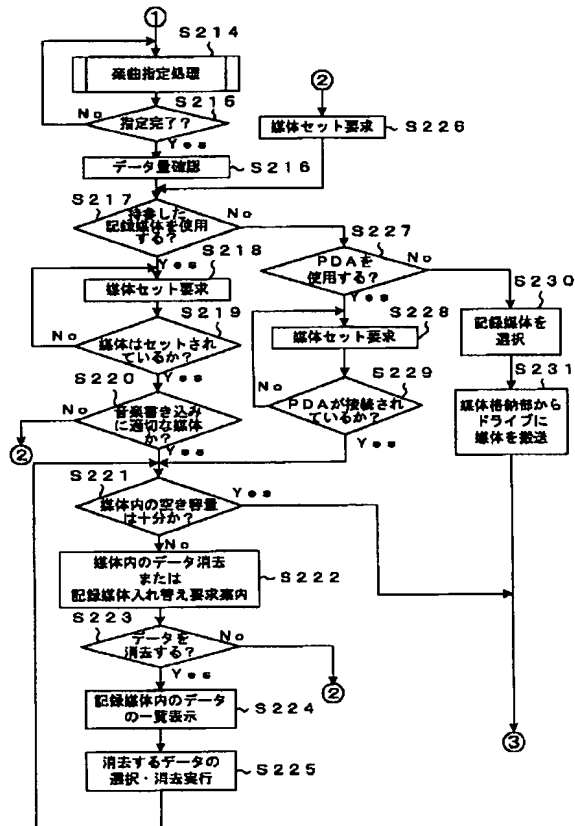 ①
S214
楽曲指定処理
S216
No
指定完了?
Yes
データ量確認
S216
②
媒体セット要求
S226
S217
持参した
記録媒体を使用
する?
No
Yes
S218
媒体セット要求
S219
No
媒体はセットされ
ているか?
Yes
S220
No
音楽書き込み
に適切な媒体
か?
②
Yes
S227
PDAを
使用する?
No
Yes
S228
媒体セット要求
S229
No
PDAが接続され
ているか?
Yes
S230
記録媒体を
選択
S231
媒体格納部から
ドライブに
媒体を搬送
S221
媒体内の空き容量
は十分か?
Yes
No
媒体内のデータ消去
または
記録媒体入れ替え要求案内
S222
S223
データを
消去する?
No
②
Yes
記録媒体内のデータ
の一覧表示
S224
消去するデータの
選択・消去実行
S225
③